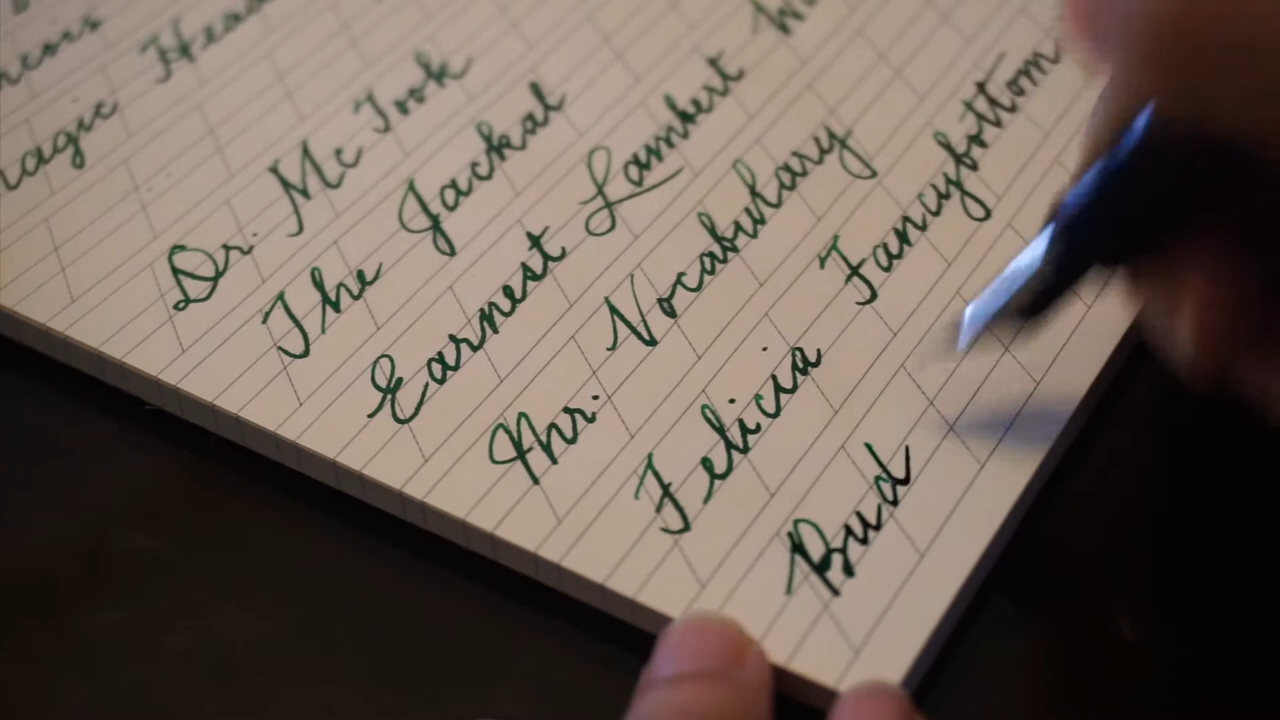 Dr. Mc Took
The Jackal
Earnest Lambert
Mr. Vocabulary
Felicia Fancybottom
Bud